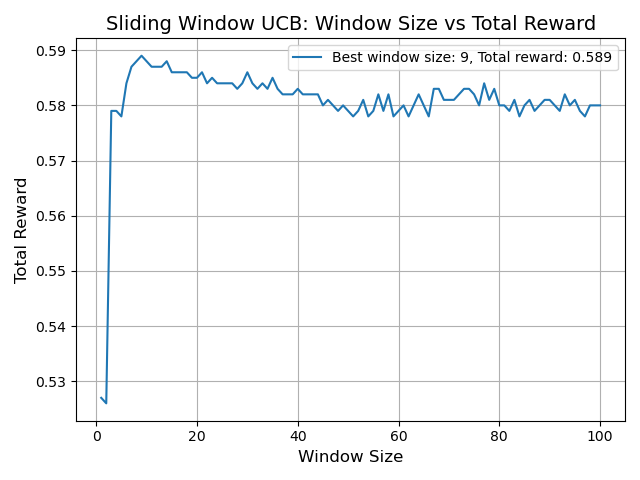 Sliding Window UCB: Window Size vs Total Reward
Best window size: 9, Total reward: 0.589
0.59
0.58
0.57
0.56
0.55
0.54
0.53
Total Reward
0 20 40 60 80 100
Window Size